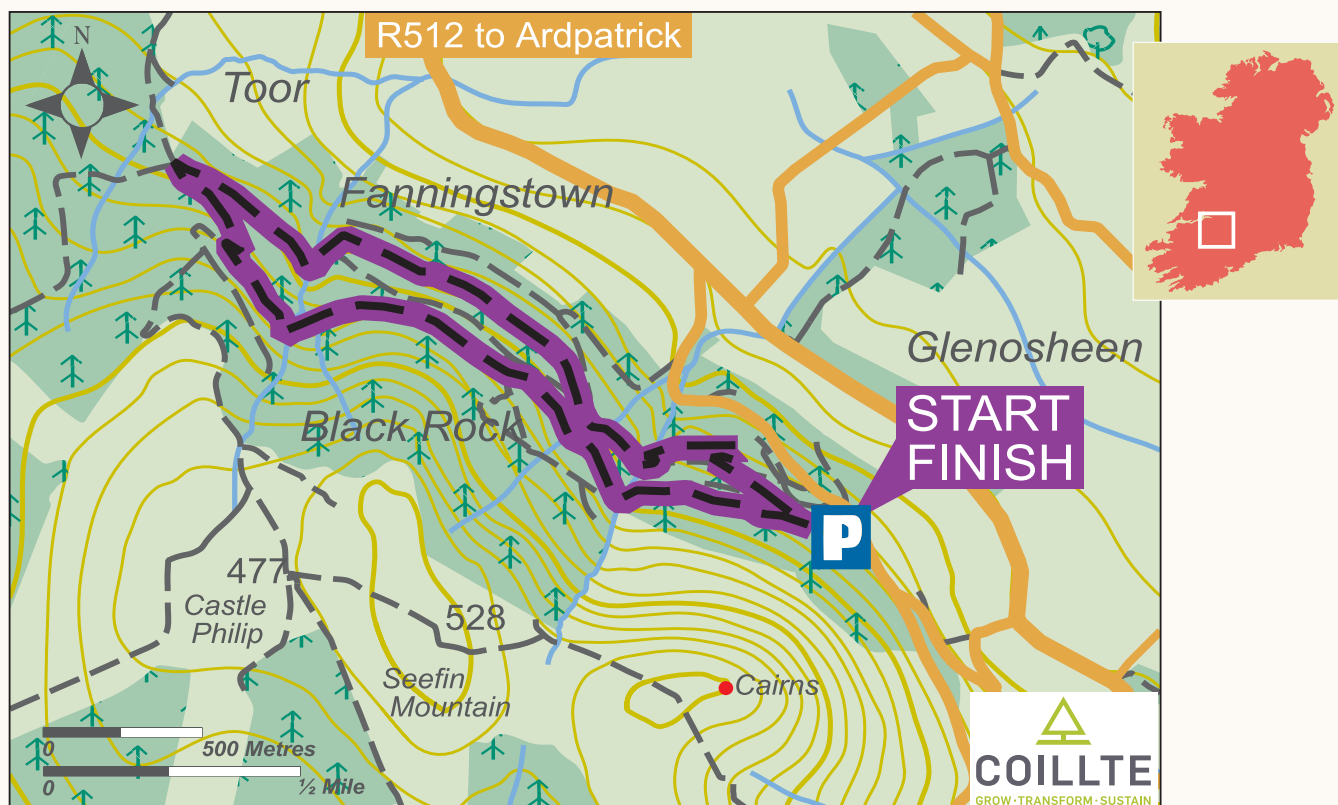 R512 to Ardpatrick
N
Toor
Fanningstown
Glenosheen
START
FINISH
Black Rock
P
477
Castle
Philip
528
Seefin
Mountain
Cairns
0
500 Metres
0
½ Mile
COILLTE
GROW·TRANSFORM·SUSTAIN